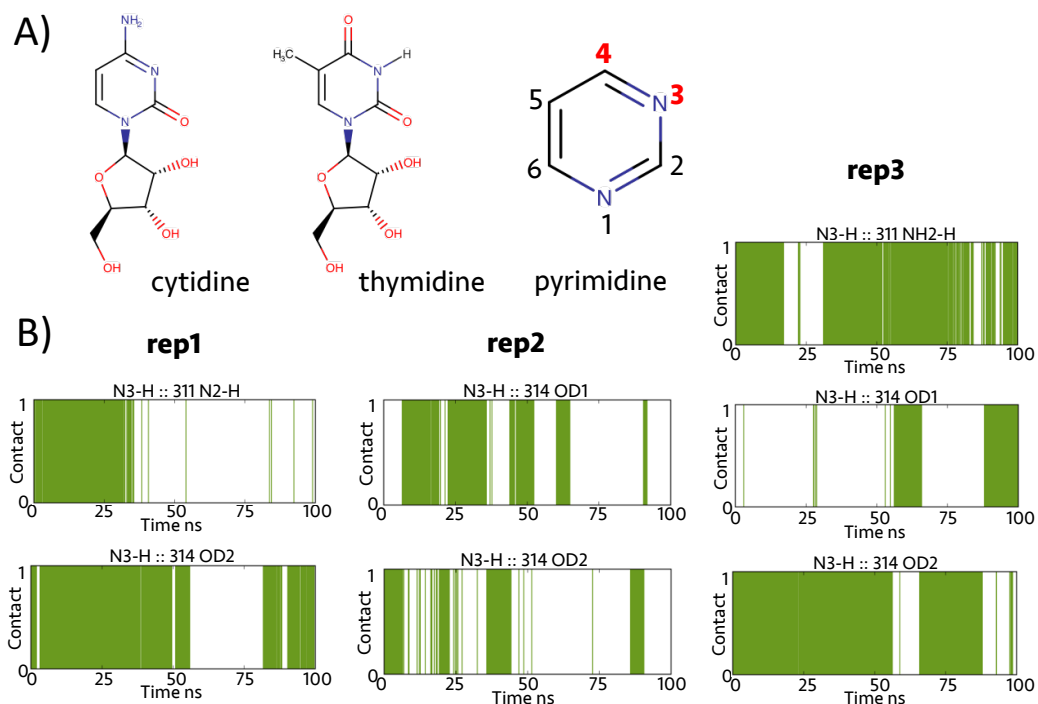 A)
NH2
N
N
O
O
OH
OH
OH
cytidine
O
H3C
N
H
N
O
O
OH
OH
OH
thymidine
4
5
N
3
6
2
N
1
pyrimidine
B)
rep1
N3-H :: 311 N2-H
1
Contact
0
0
25
50
75
100
Time ns
N3-H :: 314 OD2
1
Contact
0
0
25
50
75
100
Time ns
rep2
N3-H :: 314 OD1
1
Contact
0
0
25
50
75
100
Time ns
N3-H :: 314 OD2
1
Contact
0
0
25
50
75
100
Time ns
rep3
N3-H :: 311 NH2-H
1
Contact
0
0
25
50
75
100
N3-H :: 314 OD1
1
Contact
0
0
25
50
75
100
Time ns
N3-H :: 314 OD2
1
Contact
0
0
25
50
75
100
Time ns